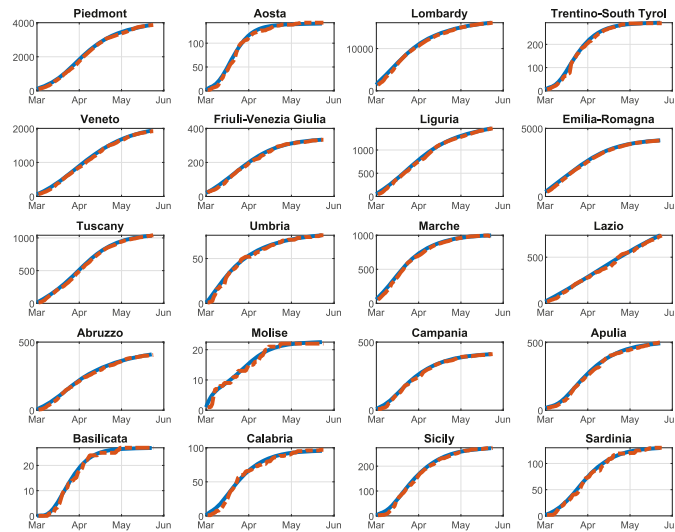 Piedmont Aosta Lombardy Trentino-South Tyrol
4000 100 10000 200
2000 50 100
0 0 0 0
Mar Apr May Jun Mar Apr May Jun Mar Apr May Jun Mar Apr May Jun
Veneto Friuli-Venezia Giulia Liguria Emilia-Romagna
2000 400 1000 5000
1000 200 500
0 0 0 0
Mar Apr May Jun Mar Apr May Jun Mar Apr May Jun Mar Apr May Jun
Tuscany Umbria Marche Lazio
1000 50 1000 500
500 500
0 0 0 0
Mar Apr May Jun Mar Apr May Jun Mar Apr May Jun Mar Apr May Jun
Abruzzo Molise Campania Apulia
500 20 500 500
10
0 0 0 0
Mar Apr May Jun Mar Apr May Jun Mar Apr May Jun Mar Apr May Jun
Basilicata Calabria Sicily Sardinia
20 100 200 100
10 50 100 50
0 0 0 0
Mar Apr May Jun Mar Apr May Jun Mar Apr May Jun Mar Apr May